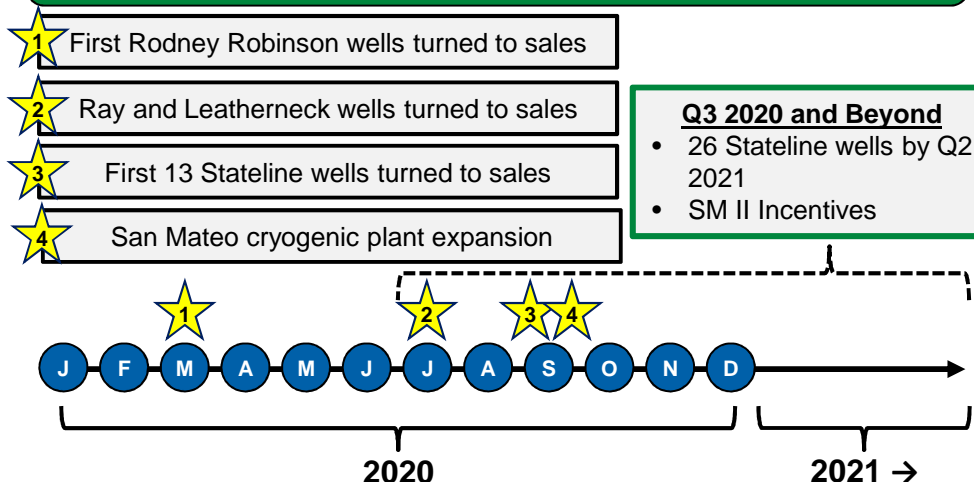 1 First Rodney Robinson wells turned to sales
2 Ray and Leatherneck wells turned to sales
3 First 13 Stateline wells turned to sales
4 San Mateo cryogenic plant expansion
Q3 2020 and Beyond
• 26 Stateline wells by Q2
2021
• SM II Incentives
1 2 3 4
J F M A M J J A S O N D
2020 2021 →